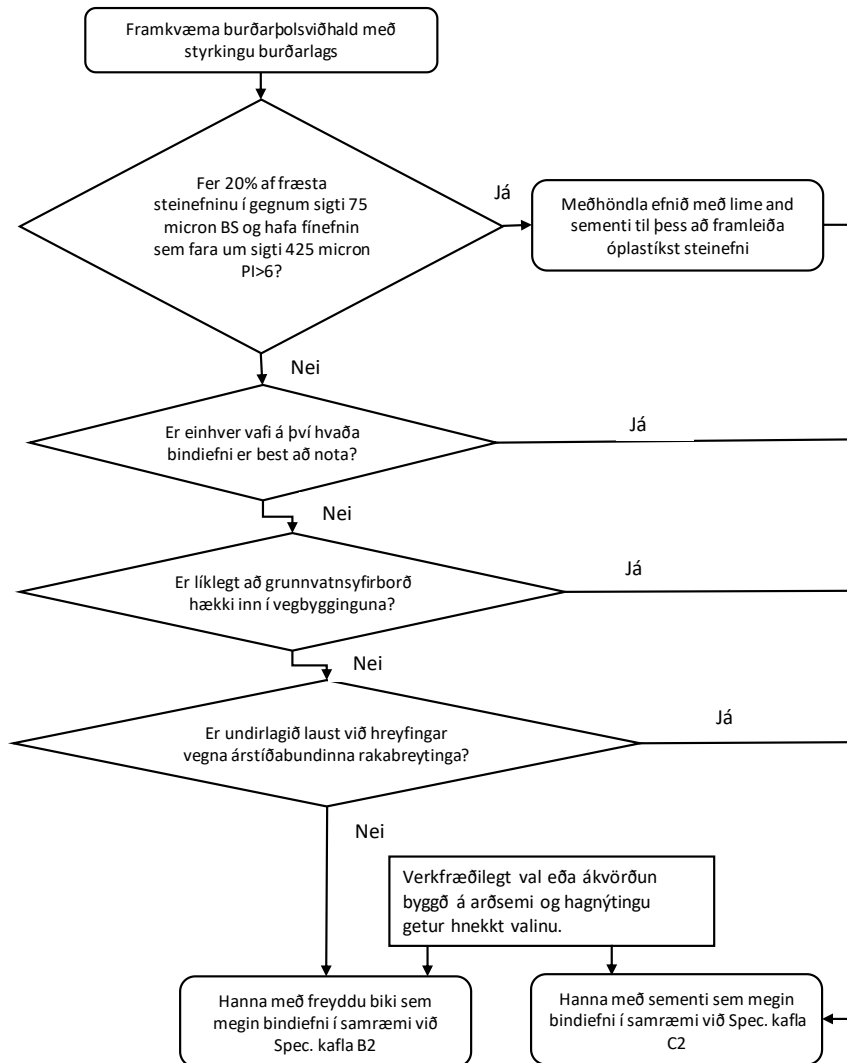 Framkvæma burðarþolsviðhald með
styrkingu burðarlags
Fer 20% af fræsta
steinefninu í gegnum sigti 75
micron BS og hafa fínefnin
sem fara um sigti 425 micron
PI>6?
Já
Meðhöndla efnið með lime and
sementi til þess að framleiða
óplastíkst steinefni
Nei
Er einhver vafi á því hvaða
bindiefni er best að nota?
Já
Nei
Er líklegt að grunnvatnsyfirborð
hækki inn í vegbygginguna?
Já
Nei
Er undirlagið laust við hreyfingar
vegna árstíðabundinna rakabreytinga?
Já
Nei
Verkfræðilegt val eða ákvörðun
byggð á arðsemi og hagnýtingu
getur hnekkt valinu.
Hanna með freyddu biki sem
megin bindiefni í samræmi við
Spec. kafla B2
Hanna með sementi sem megin
bindiefni í samræmi við Spec. kafla
C2